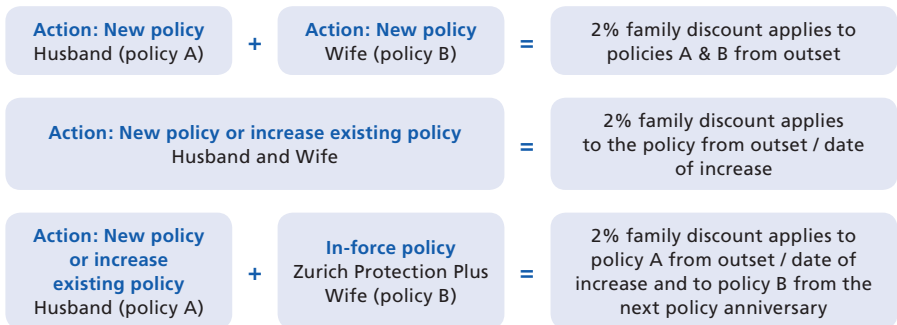 Action: New policy
Husband (policy A)
+
Action: New policy
Wife (policy B)
=
2% family discount applies to
policies A & B from outset
Action: New policy or increase existing policy
Husband and Wife
=
2% family discount applies
to the policy from outset / date
of increase
Action: New policy
or increase
existing policy
Husband (policy A)
+
In-force policy
Zurich Protection Plus
Wife (policy B)
=
2% family discount applies to
policy A from outset / date of
increase and to policy B from the
next policy anniversary